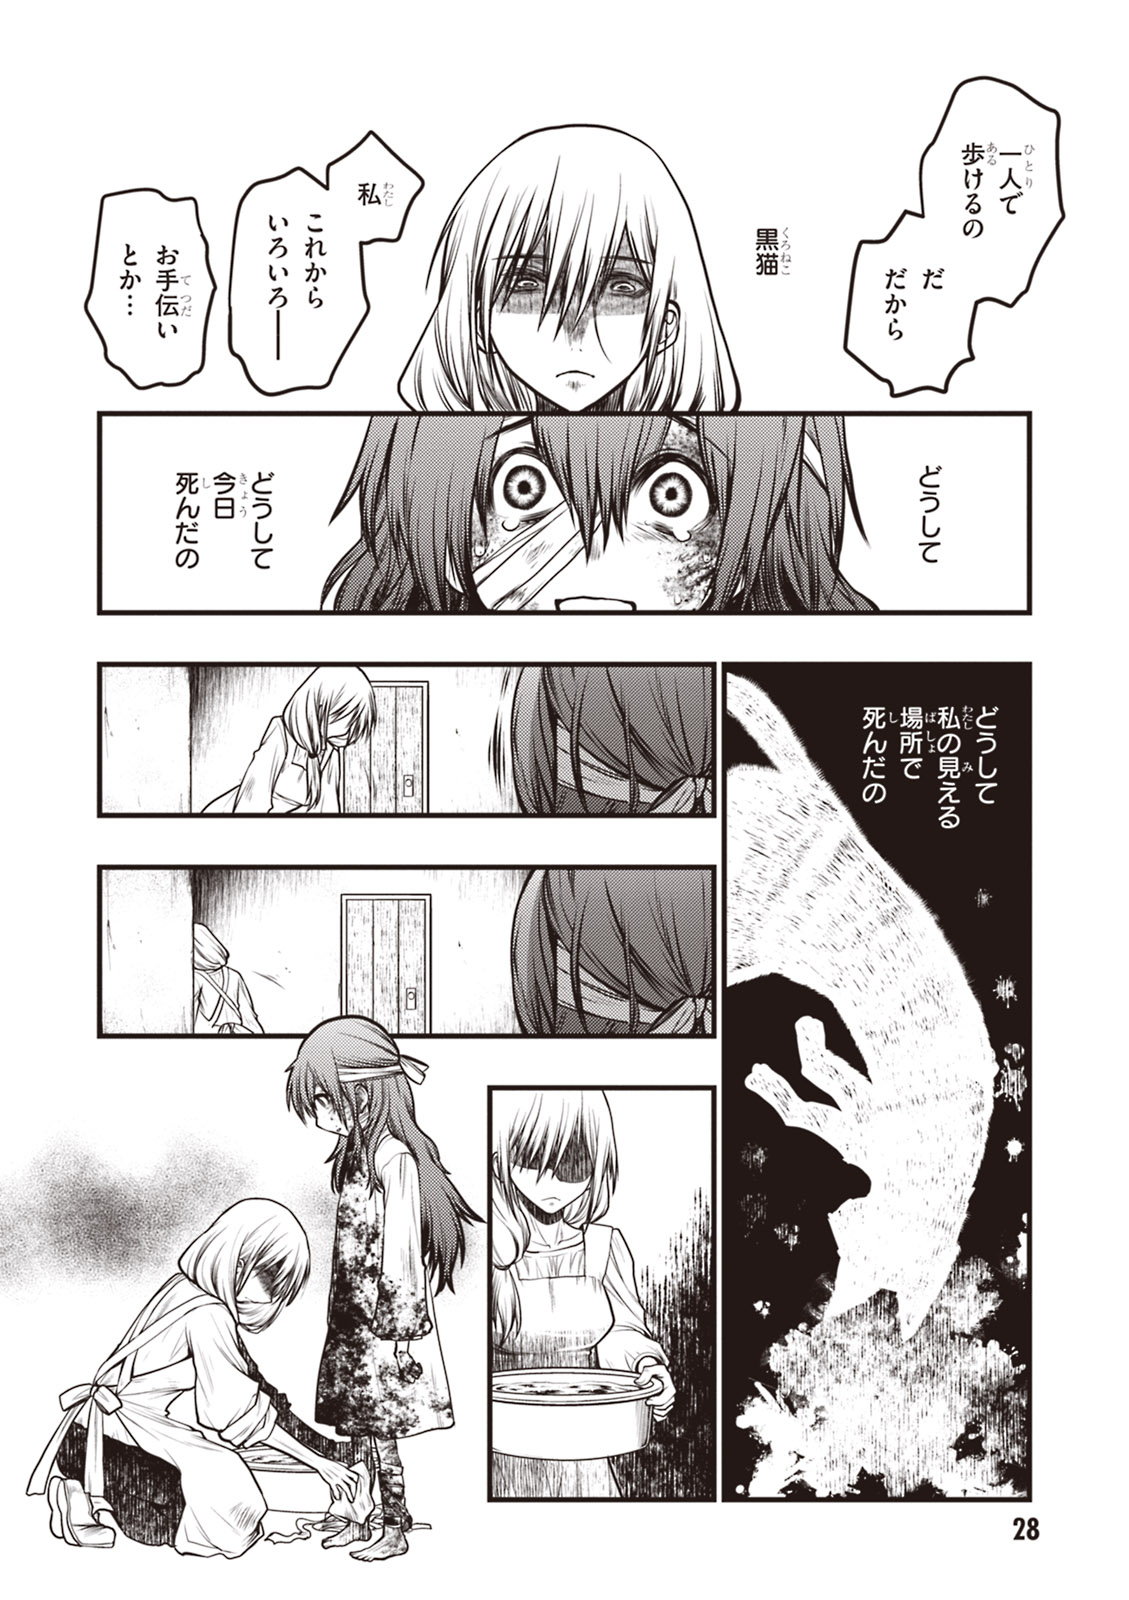 一人で
歩けるの
だ
だから
黒猫
私
これから
いろいろ――
お手伝い
とか…
どうして
どうして
今日
死んだの
どうして
私の見える
場所で
死んだの
28